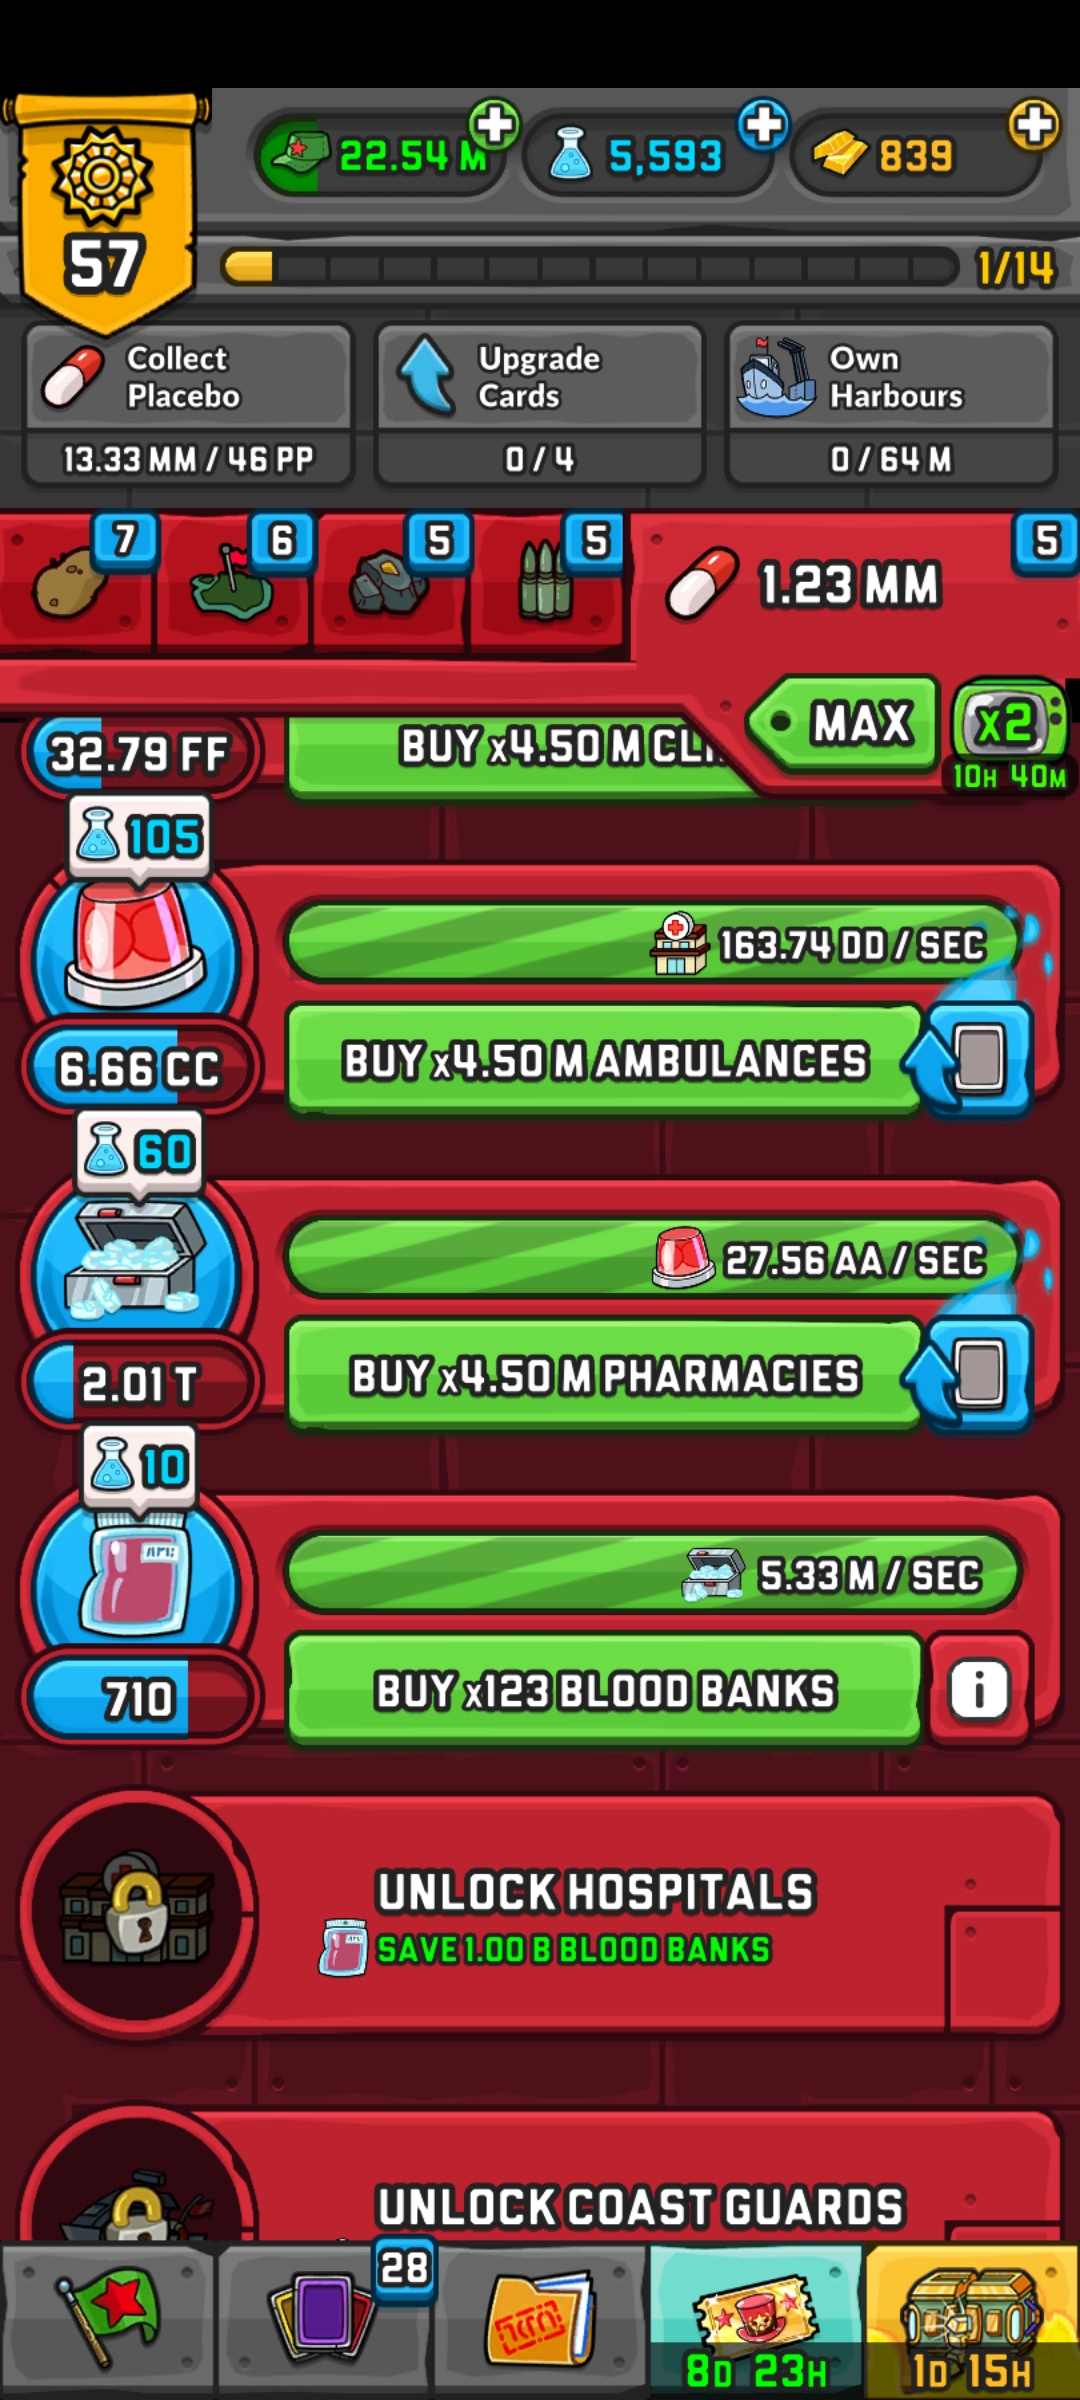 57
22.54 M
5,593
839
1/14
Collect
Placebo
13.33 MM / 46 PP
Upgrade
Cards
0 / 4
Own
Harbours
0 / 64 M
7
6
5
5
1.23 MM
5
MAX
x2
10H 40M
32.79 FF
BUY x4.50 M CLI...
105
163.74 DD / SEC
6.66 CC
BUY x4.50 M AMBULANCES
60
27.56 AA / SEC
2.01 T
BUY x4.50 M PHARMACIES
10
5.33 M / SEC
710
BUY x123 BLOOD BANKS
i
UNLOCK HOSPITALS
SAVE 1.00 B BLOOD BANKS
UNLOCK COAST GUARDS
28
8D 23H
1D 15H